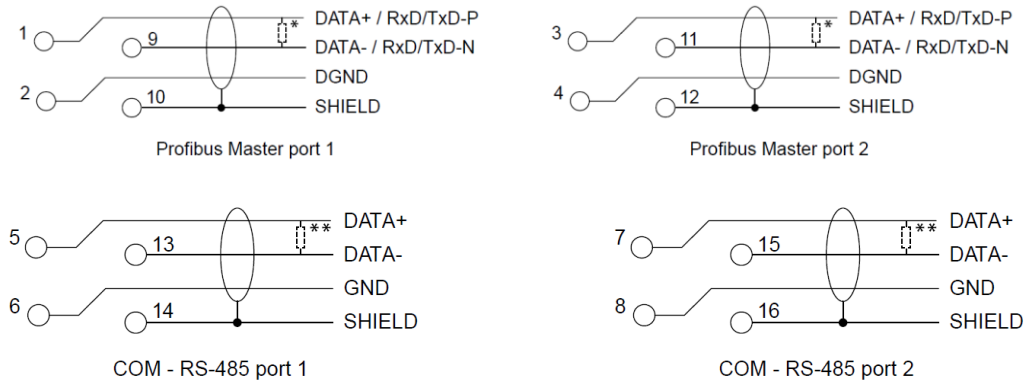 1 DATA+ / RxD/TxD-P
*
9 DATA- / RxD/TxD-N
2 DGND
10 SHIELD
Profibus Master port 1
3 DATA+ / RxD/TxD-P
*
11 DATA- / RxD/TxD-N
4 DGND
12 SHIELD
Profibus Master port 2
5 DATA+
**
13 DATA-
6 GND
14 SHIELD
COM - RS-485 port 1
7 DATA+
**
15 DATA-
8 GND
16 SHIELD
COM - RS-485 port 2